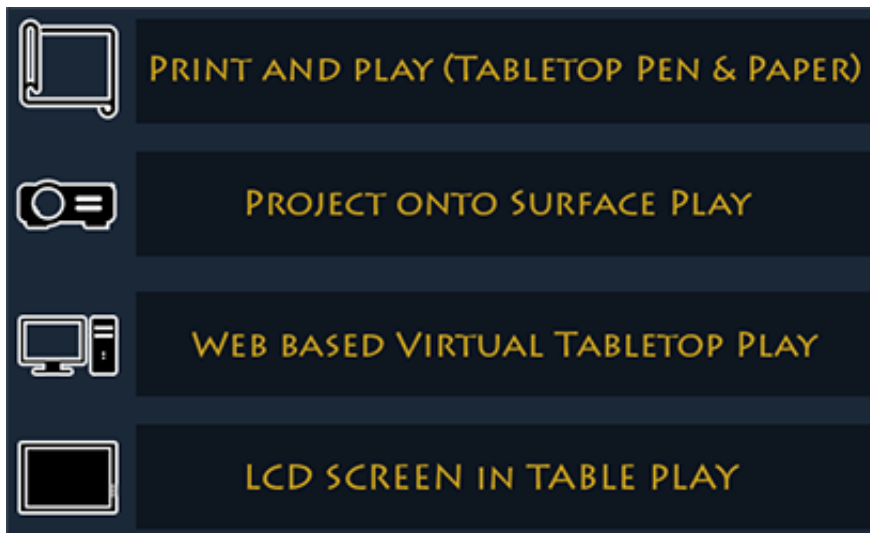 Print and play (Tabletop Pen & Paper)
Project onto Surface Play
Web based Virtual Tabletop Play
LCD SCREEN in TABLE PLAY